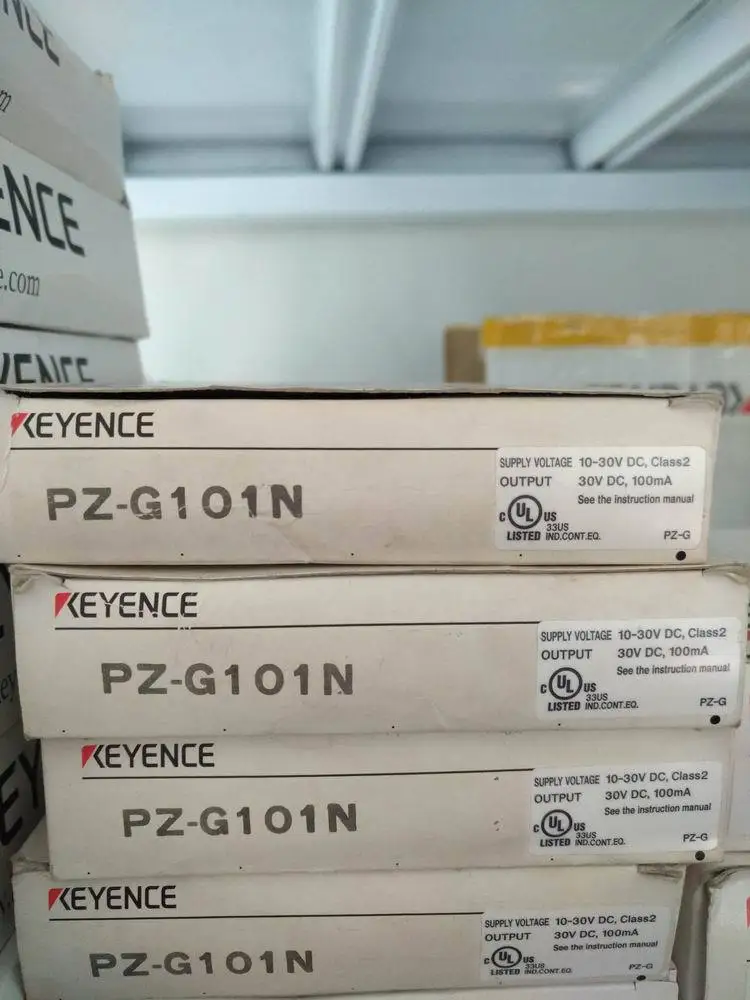 ENCE
e.com
KEYENCE
KEYENCE
PZ-G101N
SUPPLY VOLTAGE 10-30V DC, Class2
OUTPUT 30V DC, 100mA
See the instruction manual
C UL US
33US
LISTED IND.CONT.EQ.
PZ-G
KEYENCE
PZ-G101N
SUPPLY VOLTAGE 10-30V DC, Class2
OUTPUT 30V DC, 100mA
See the instruction manual
C UL US
33US
LISTED IND.CONT.EQ.
PZ-G
KEYENCE
PZ-G101N
SUPPLY VOLTAGE 10-30V DC, Class2
OUTPUT 30V DC, 100mA
See the instruction manual
C UL US
33US
LISTED IND.CONT.EQ.
PZ-G
KEYENCE
PZ-G101N
SUPPLY VOLTAGE 10-30V DC, Class2
OUTPUT 30V DC, 100mA
See the instruction manual
C UL US
33US
LISTED IND.CONT.EQ.
PZ-G